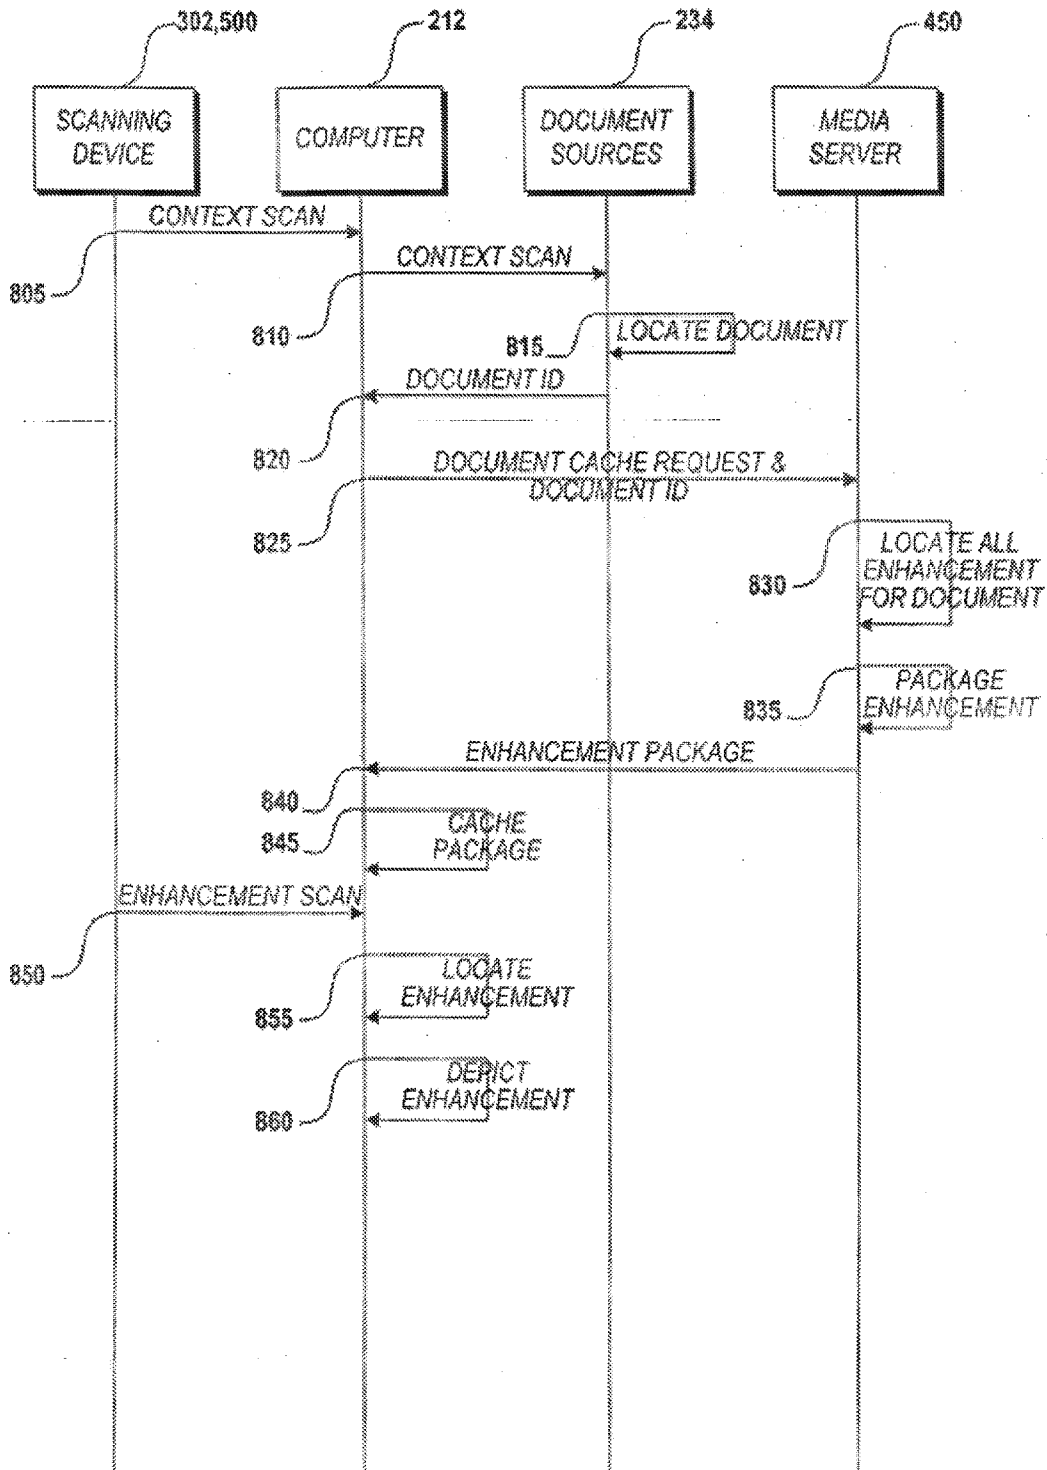 302,500
212
234
450
SCANNING
DEVICE
COMPUTER
DOCUMENT
SOURCES
MEDIA
SERVER
CONTEXT SCAN
805
CONTEXT SCAN
810
LOCATE DOCUMENT
815
DOCUMENT ID
820
DOCUMENT CACHE REQUEST &
DOCUMENT ID
825
LOCATE ALL
ENHANCEMENT
FOR DOCUMENT
830
PACKAGE
ENHANCEMENT
835
ENHANCEMENT PACKAGE
840
CACHE
PACKAGE
845
ENHANCEMENT SCAN
850
LOCATE
ENHANCEMENT
855
DEPICT
ENHANCEMENT
860